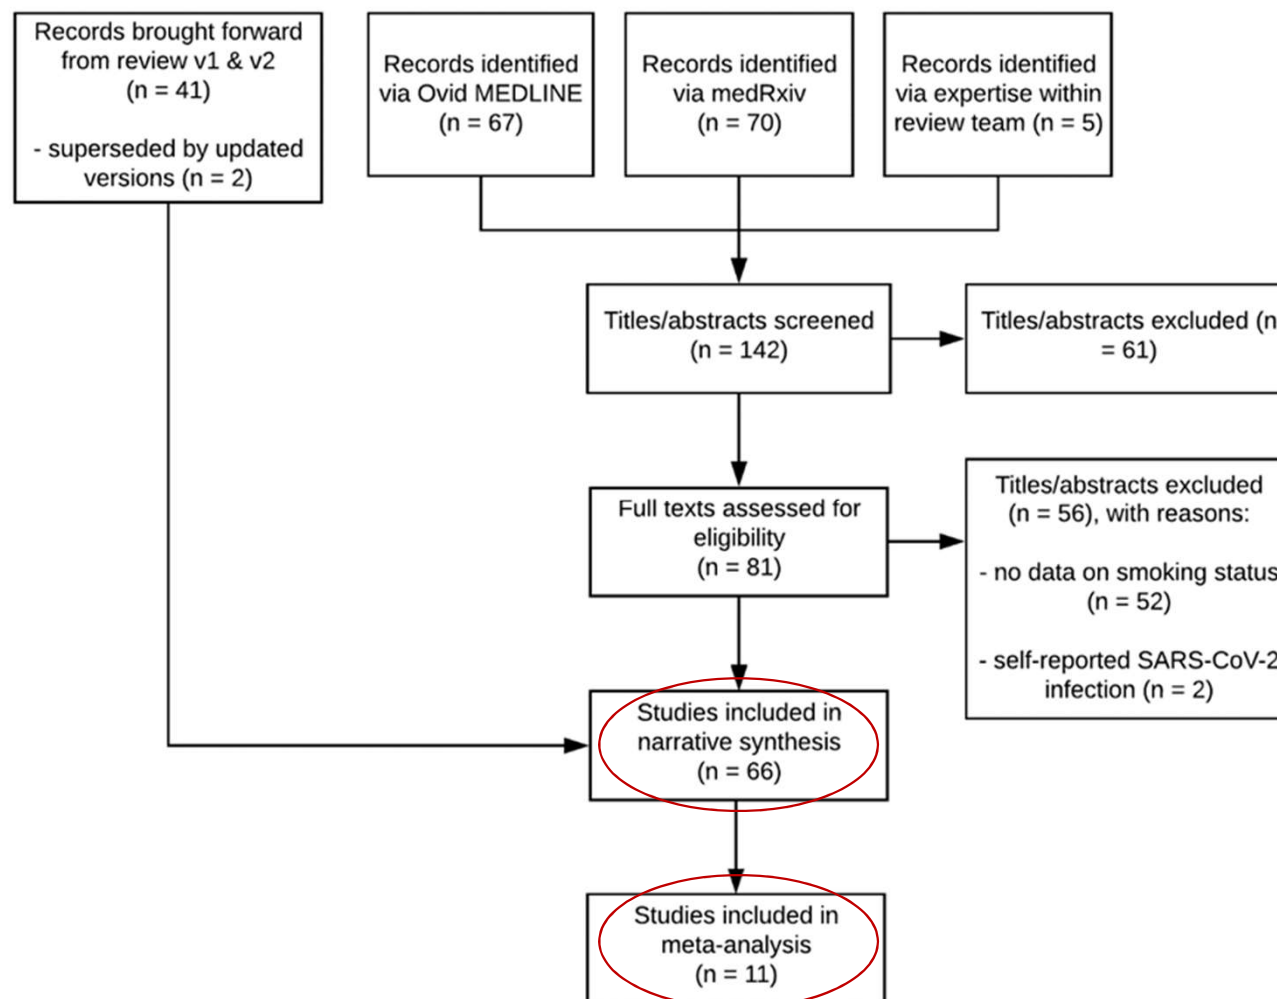 Records brought forward
from review v1 & v2
(n = 41)
- superseded by updated
versions (n = 2)
Records identified
via Ovid MEDLINE
(n = 67)
Records identified
via medRxiv
(n = 70)
Records identified
via expertise within
review team (n = 5)
Titles/abstracts screened
(n = 142)
Titles/abstracts excluded (n
= 61)
Full texts assessed for
eligibility
(n = 81)
Titles/abstracts excluded
(n = 56), with reasons:
- no data on smoking status
(n = 52)
- self-reported SARS-CoV-2
infection (n = 2)
Studies included in
narrative synthesis
(n = 66)
Studies included in
meta-analysis
(n = 11)